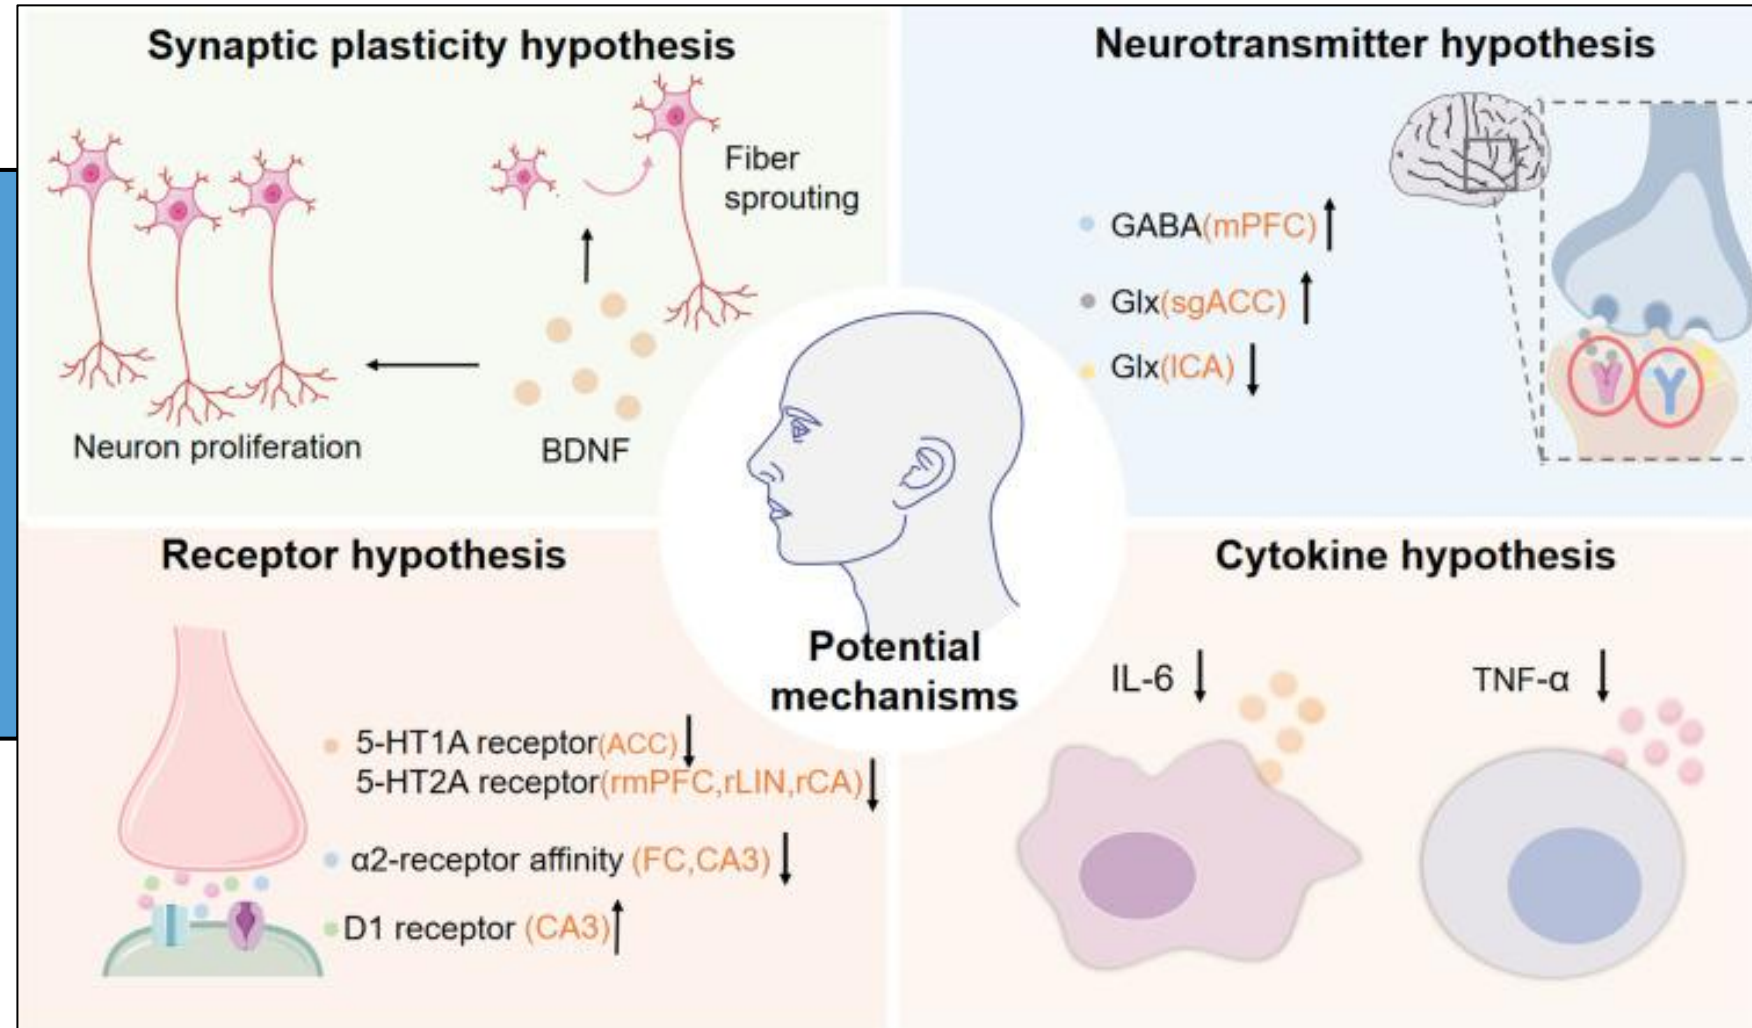 Synaptic plasticity hypothesis
Fiber
sprouting
Neuron proliferation
BDNF
Neurotransmitter hypothesis
GABA(mPFC)↑
Glx(sgACC)↑
Glx(ICA)↓
Potential
mechanisms
Receptor hypothesis
5-HT1A receptor(ACC)↓
5-HT2A receptor(rmPFC,rLIN,rCA)↓
α2-receptor affinity (FC,CA3)↓
D1 receptor (CA3)↑
Cytokine hypothesis
IL-6 ↓
TNF-α ↓